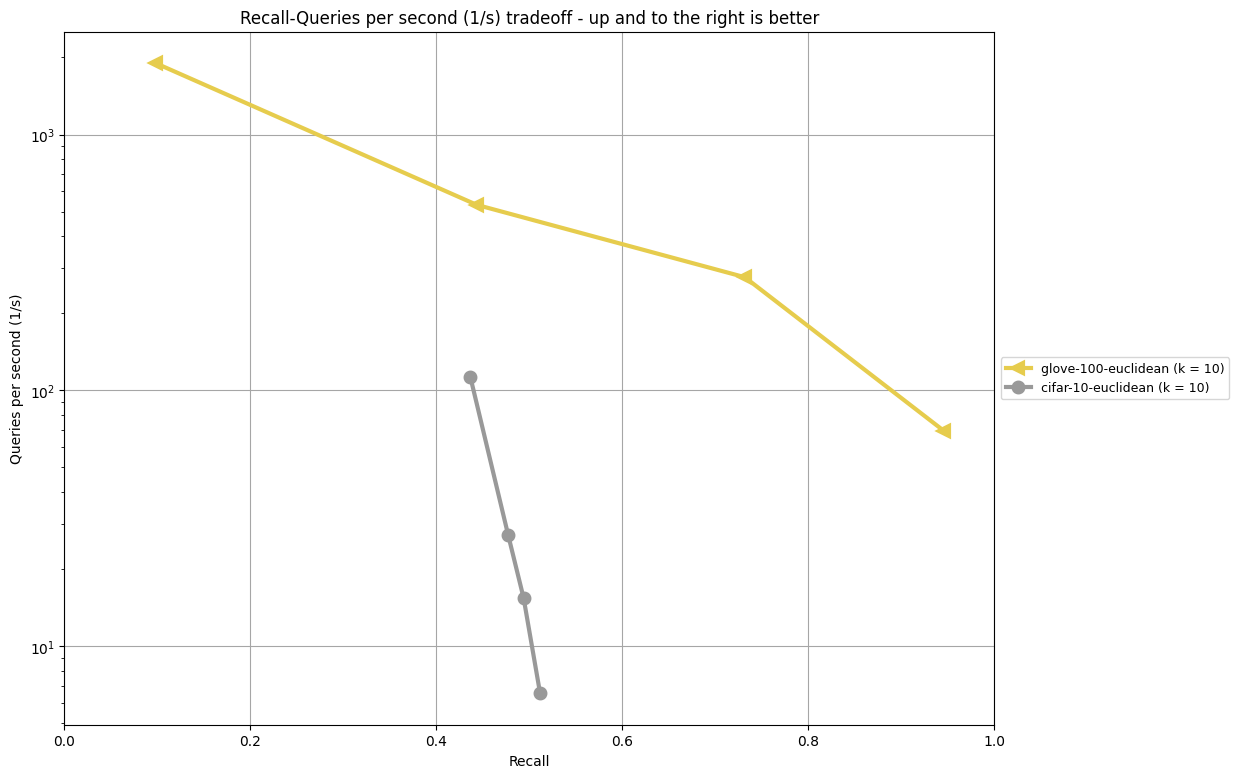 Recall-Queries per second (1/s) tradeoff - up and to the right is better
Queries per second (1/s)
10³
10²
10¹
0.0 0.2 0.4 0.6 0.8 1.0
Recall
glove-100-euclidean (k = 10)
cifar-10-euclidean (k = 10)